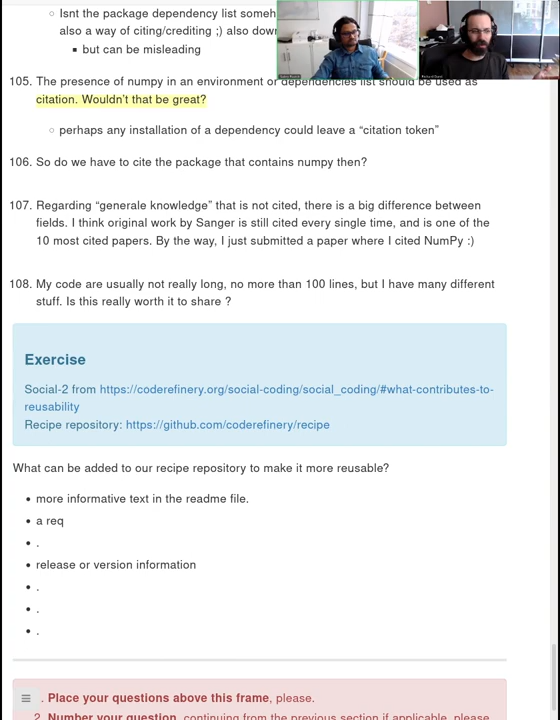 Isnt the package dependency list someh
also a way of citing/crediting ;) also down
but can be misleading
105. The presence of numpy in an environment or dependencies list should be used as
citation. Wouldn't that be great?
perhaps any installation of a dependency could leave a “citation token”
106. So do we have to cite the package that contains numpy then?
107. Regarding “generale knowledge” that is not cited, there is a big difference between
fields. I think original work by Sanger is still cited every single time, and is one of the
10 most cited papers. By the way, I just submitted a paper where I cited NumPy :)
108. My code are usually not really long, no more than 100 lines, but I have many different
stuff. Is this really worth it to share ?
Exercise
Social-2 from https://coderefinery.org/social-coding/social_coding/#what-contributes-to-
reusability
Recipe repository: https://github.com/coderefinery/recipe
What can be added to our recipe repository to make it more reusable?
more informative text in the readme file.
a req
.
release or version information
.
.
.
. Place your questions above this frame, please.
2. Number your question, continuing from the previous section if applicable, please